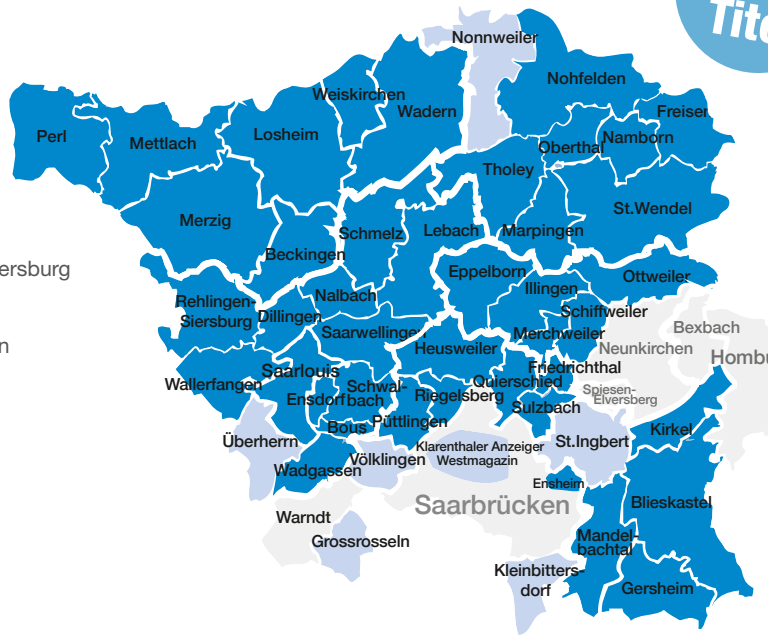 Tite
Nonnweiler
Nohfelden
Weiskirchen
Wadern
Freisen
Perl
Mettlach
Losheim
Oberthal
Namborn
Tholey
St.Wendel
Merzig
Schmelz
Lebach
Marpingen
Beckingen
ersburg
Eppelborn
Ottweiler
Illingen
Nalbach
Rehlingen-
Siersburg
Dillingen
Schiffweiler
Saarwellingen
Merchweiler
Bexbach
n
Heusweiler
Neunkirchen
Hombu
Friedrichthal
Saarlouis
Wallerfangen
Quierschied
Schwal-
bach
Riegelsberg
Spiesen-
Elversberg
Ensdorf
Sulzbach
Bous
Püttlingen
Kirkel
Überherrn
Klarenthaler Anzeiger
Westmagazin
St.Ingbert
Völklingen
Wadgassen
Ensheim
Saarbrücken
Blieskastel
Warndt
Grossrosseln
Mandel-
bachtal
Kleinbitters-
dorf
Gersheim